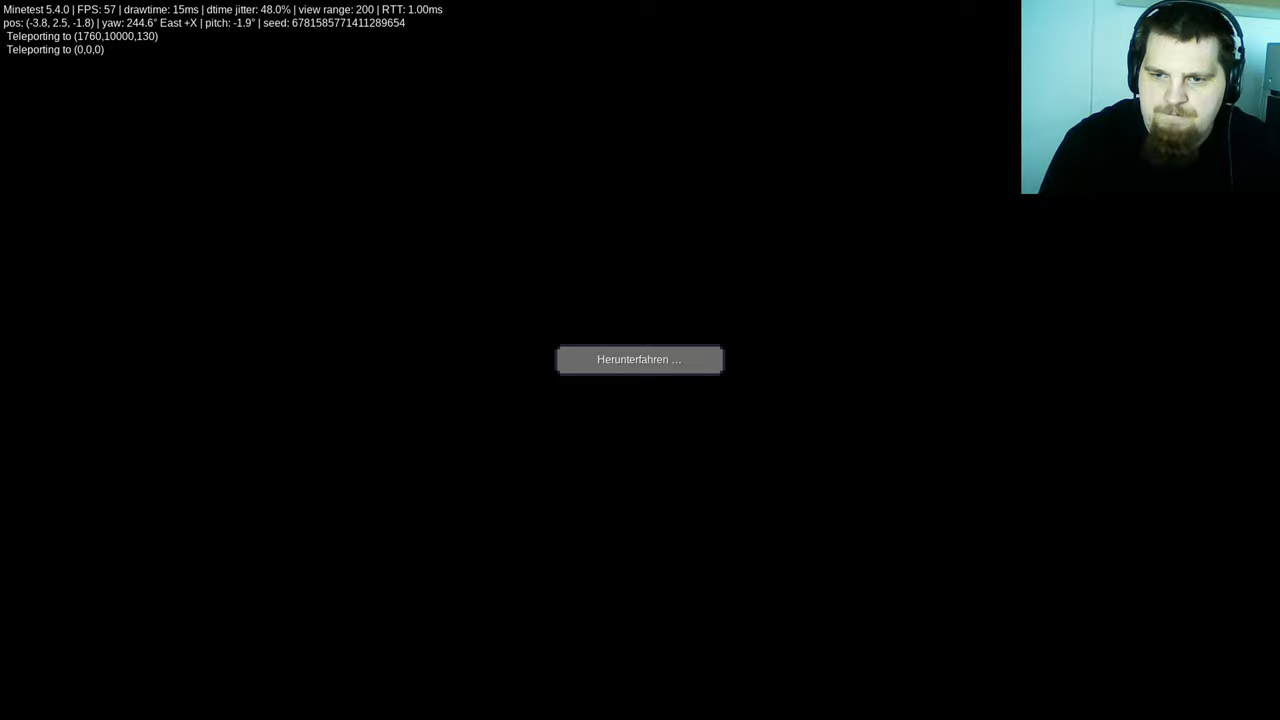 Minetest 5.4.0 | FPS: 57 | drawtime: 15ms | dtime jitter: 48.0% | view range: 200 | RTT: 1.00ms
pos: (-3.8, 2.5, -1.8) | yaw: 244.6° East +X | pitch: -1.9° | seed: 6781585771411289654
Teleporting to (1760,10000,130)
Teleporting to (0,0,0)
Herunterfahren …